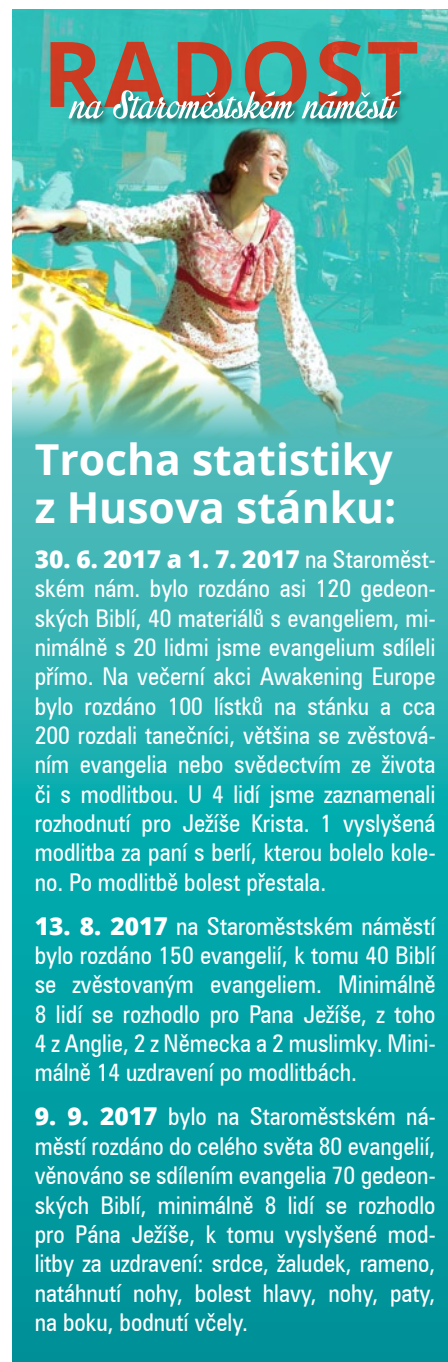 RADOST
na Staroměstském náměstí
Trocha statistiky
z Husova stánku:
30. 6. 2017 a 1. 7. 2017 na Staroměst-
ském nám. bylo rozdáno asi 120 gedeon-
ských Biblí, 40 materiálů s evangeliem, mi-
nimálně s 20 lidmi jsme evangelium sdíleli
přímo. Na večerní akci Awakening Europe
bylo rozdáno 100 lístků na stánku a cca
200 rozdali tanečníci, většina se zvěstová-
ním evangelia nebo svědectvím ze života
či s modlitbou. U 4 lidí jsme zaznamenali
rozhodnutí pro Ježíše Krista. 1 vyslyšená
modlitba za paní s berlí, kterou bolelo kole-
no. Po modlitbě bolest přestala.
13. 8. 2017 na Staroměstském náměstí
bylo rozdáno 150 evangelií, k tomu 40 Biblí
se zvěstovaným evangeliem. Minimálně
8 lidí se rozhodlo pro Pana Ježíše, z toho
4 z Anglie, 2 z Německa a 2 muslimky. Mini-
málně 14 uzdravení po modlitbách.
9. 9. 2017 bylo na Staroměstském ná-
městí rozdáno do celého světa 80 evangelií,
věnováno se sdílením evangelia 70 gedeon-
ských Biblí, minimálně 8 lidí se rozhodlo
pro Pána Ježíše, k tomu vyslyšené mod-
litby za uzdravení: srdce, žaludek, rameno,
natáhnutí nohy, bolest hlavy, nohy, paty,
na boku, bodnutí včely.